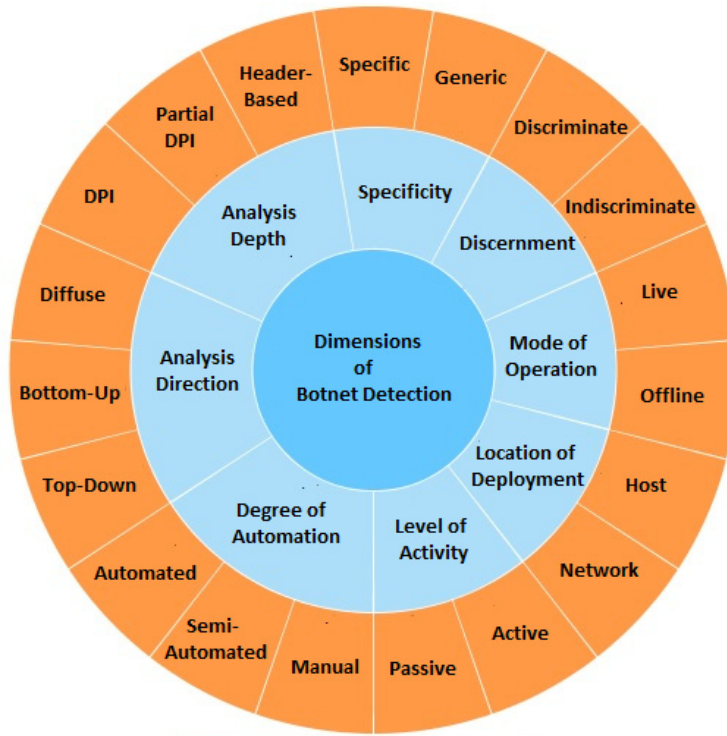 Dimensions
of
Botnet Detection
Specificity
Discernment
Mode of
Operation
Location of
Deployment
Level of
Activity
Degree of
Automation
Analysis
Direction
Analysis
Depth
Specific
Generic
Discriminate
Indiscriminate
Live
Offline
Host
Network
Active
Passive
Manual
Semi-
Automated
Automated
Top-Down
Bottom-Up
Diffuse
DPI
Partial
DPI
Header-
Based